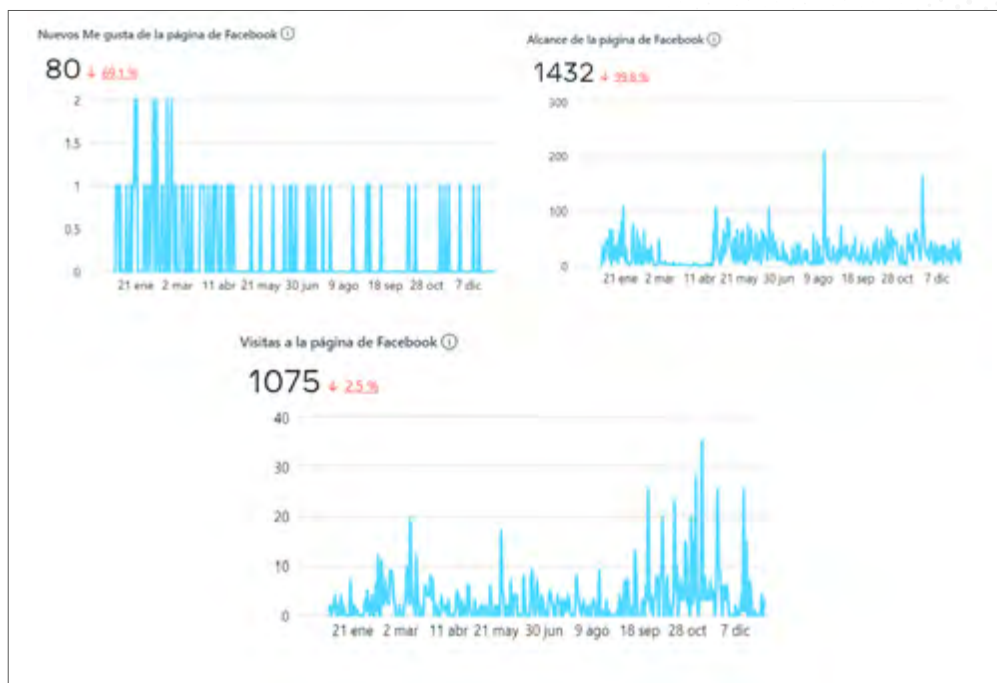 Nuevos Me gusta de la página de Facebook
80 ↓ 69.1 %
2
1.5
1
0.5
0
21 ene 2 mar 11 abr 21 may 30 jun 9 ago 18 sep 28 oct 7 dic
Alcance de la página de Facebook
1432 ↓
300
200
100
0
21 ene 2 mar 11 abr 21 may 30 jun 9 ago 18 sep 28 oct 7 dic
Visitas a la página de Facebook
1075 ↓ 2.5 %
40
30
20
10
0
21 ene 2 mar 11 abr 21 may 30 jun 9 ago 18 sep 28 oct 7 dic